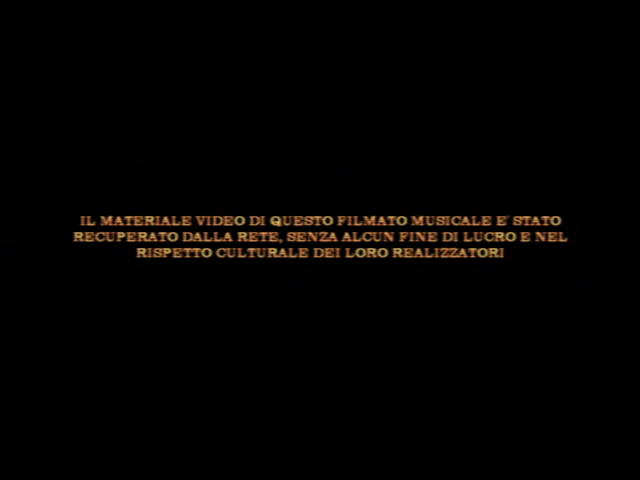 IL MATERIALE VIDEO DI QUESTO FILMATO MUSICALE E' STATO
RECUPERATO DALLA RETE, SENZA ALCUN FINE DI LUCRO E NEL
RISPETTO CULTURALE DEI LORO REALIZZATORI